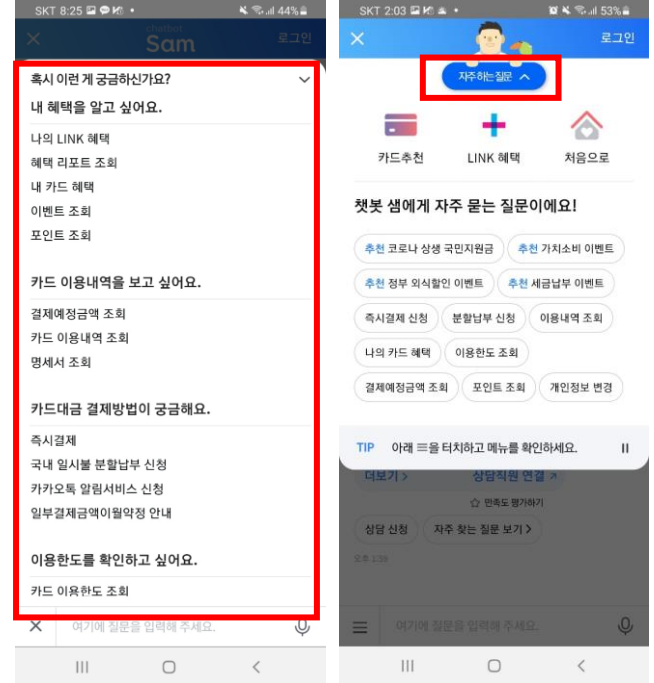 SKT 8:25
44%
chatbot
Sam
로그인
혹시 이런 게 궁금하신가요?
내 혜택을 알고 싶어요.
나의 LINK 혜택
혜택 리포트 조회
내 카드 혜택
이벤트 조회
포인트 조회
카드 이용내역을 보고 싶어요.
결제예정금액 조회
카드 이용내역 조회
명세서 조회
카드대금 결제방법이 궁금해요.
즉시결제
국내 일시불 분할납부 신청
카카오톡 알림서비스 신청
일부결제금액이월약정 안내
이용한도를 확인하고 싶어요.
카드 이용한도 조회
여기에 질문을 입력해 주세요.
SKT 2:03
53%
로그인
자주하는질문
카드추천 LINK 혜택 처음으로
챗봇 샘에게 자주 묻는 질문이에요!
추천 코로나 상생 국민지원금 추천 가치소비 이벤트
추천 정부 외식할인 이벤트 추천 세금납부 이벤트
즉시결제 신청 분할납부 신청 이용내역 조회
나의 카드 혜택 이용한도 조회
결제예정금액 조회 포인트 조회 개인정보 변경
TIP 아래 ☰을 터치하고 메뉴를 확인하세요.
더보기 > 상담직원 연결
☆ 만족도 평가하기
상담 신청 자주 찾는 질문 보기 >
오후 1:59
여기에 질문을 입력해 주세요.